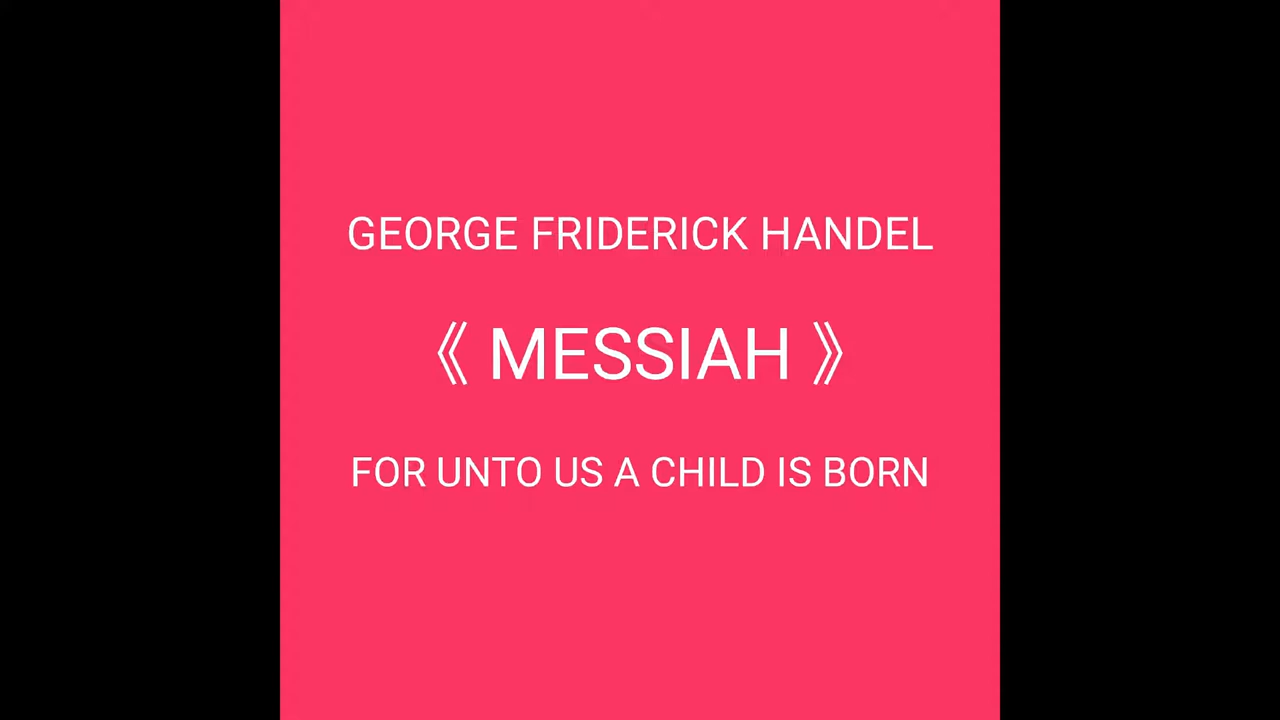 GEORGE FRIDERICK HANDEL
《 MESSIAH 》
FOR UNTO US A CHILD IS BORN